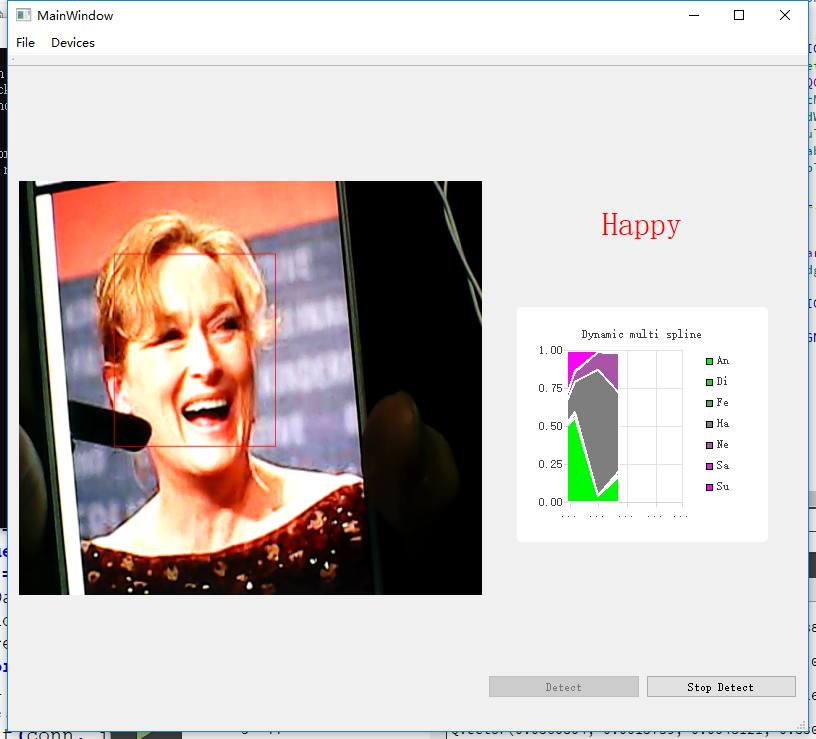 MainWindow
File Devices
Happy
Dynamic multi spline
1.00
0.75
0.50
0.25
0.00
... ... ... ... ...
An
Di
Fe
Ha
Ne
Sa
Su
Detect
Stop Detect